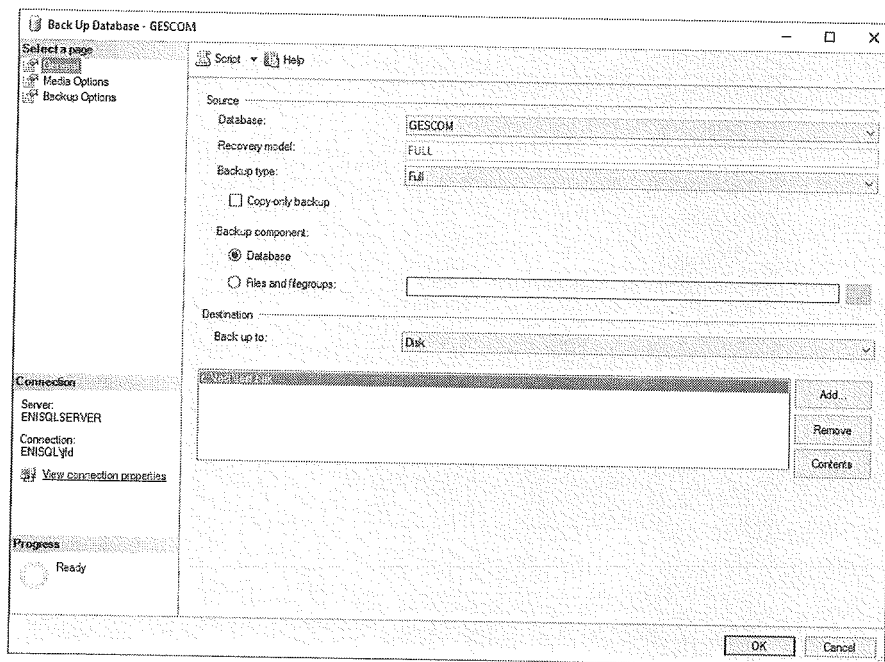 Back Up Database - GESCOM
Select a page
Media Options
Backup Options
Script
Help
Source
Database:
GESCOM
Recovery model:
FULL
Backup type:
Full
Copy-only backup
Backup component:
Database
Files and filegroups:
Destination
Back up to:
Disk
Add...
Remove
Contents
Connection
Server:
ENISQLSERVER
Connection:
ENISQL\jfd
View connection properties
Progress
Ready
OK
Cancel